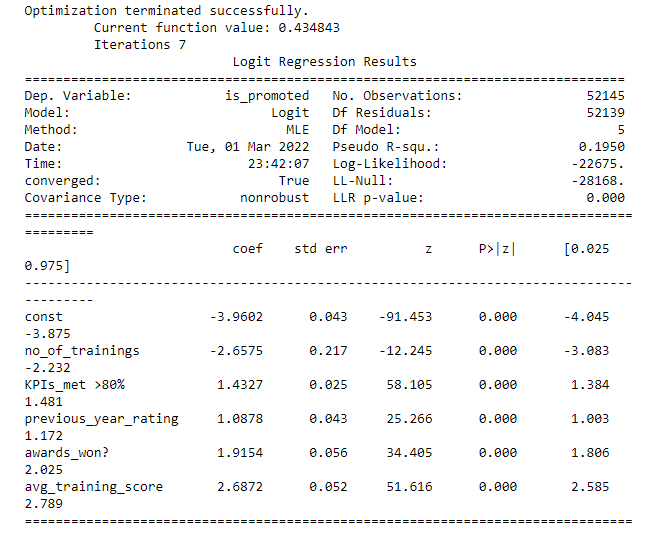 Optimization terminated successfully.
         Current function value: 0.434843
         Iterations 7
                           Logit Regression Results
===============================================================================
Dep. Variable:            is_promoted   No. Observations:                52145
Model:                          Logit   Df Residuals:                    52139
Method:                           MLE   Df Model:                            5
Date:                Tue, 01 Mar 2022   Pseudo R-squ.:                  0.1950
Time:                        23:42:07   Log-Likelihood:                -22675.
converged:                       True   LL-Null:                       -28168.
Covariance Type:            nonrobust   LLR p-value:                     0.000
================================================================================
=========
                           coef    std err          z      P>|z|      [0.025
0.975]
--------------------------------------------------------------------------------
---------
const                   -3.9602      0.043    -91.453      0.000      -4.045
-3.875
no_of_trainings         -2.6575      0.217    -12.245      0.000      -3.083
-2.232
KPIs_met >80%            1.4327      0.025     58.105      0.000       1.384
1.481
previous_year_rating     1.0878      0.043     25.266      0.000       1.003
1.172
awards_won?              1.9154      0.056     34.405      0.000       1.806
2.025
avg_training_score       2.6872      0.052     51.616      0.000       2.585
2.789
================================================================================